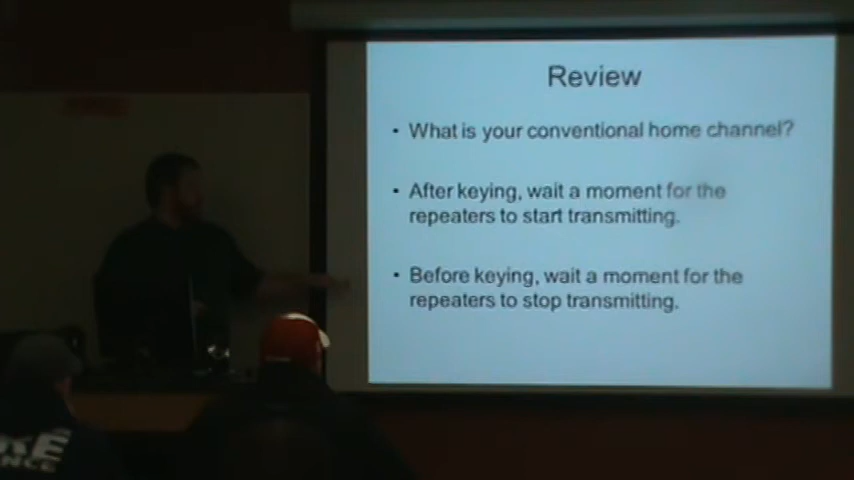 Review
• What is your conventional home channel?
• After keying, wait a moment for the
repeaters to start transmitting.
• Before keying, wait a moment for the
repeaters to stop transmitting.